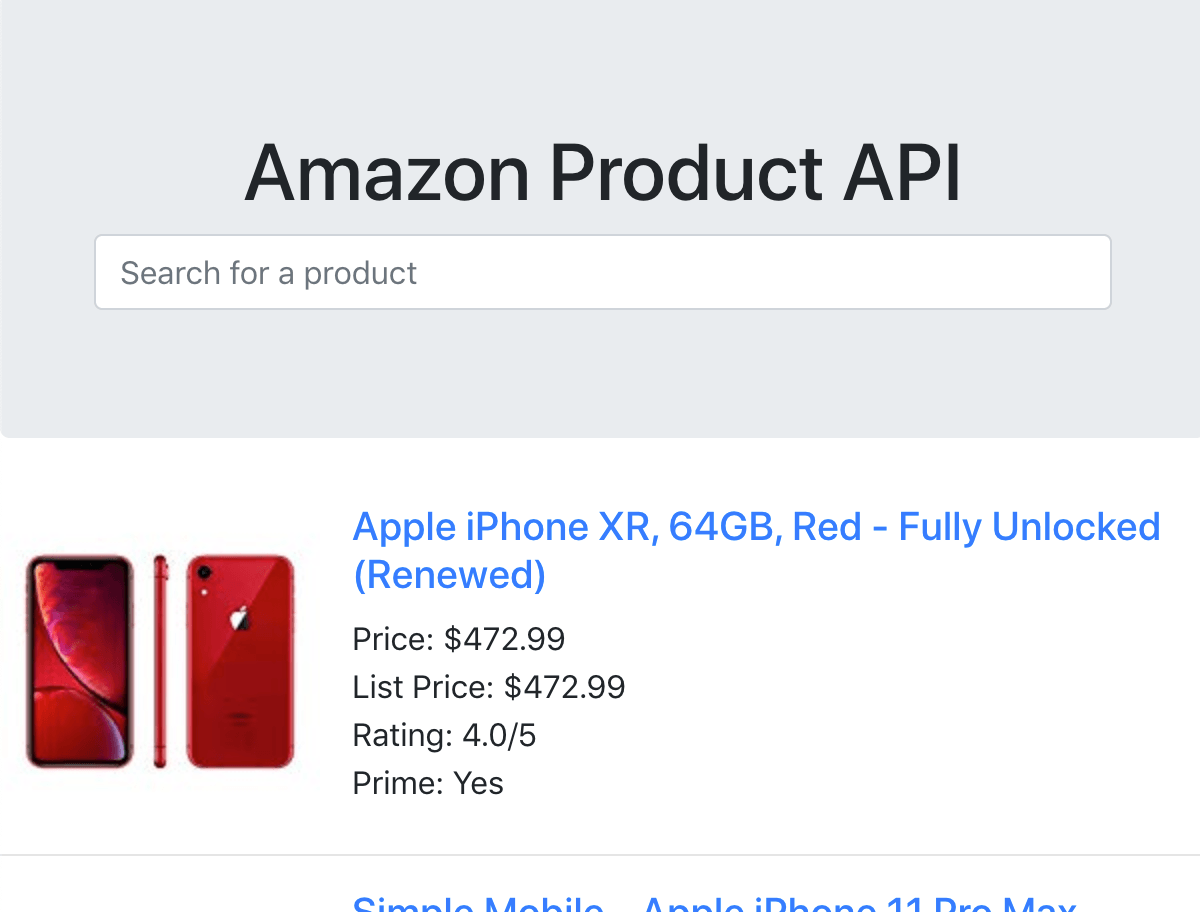 Amazon Product API
Search for a product
Apple iPhone XR, 64GB, Red - Fully Unlocked
(Renewed)
Price: $472.99
List Price: $472.99
Rating: 4.0/5
Prime: Yes
Simple Mobile - Apple iPhone 11 Pro Max